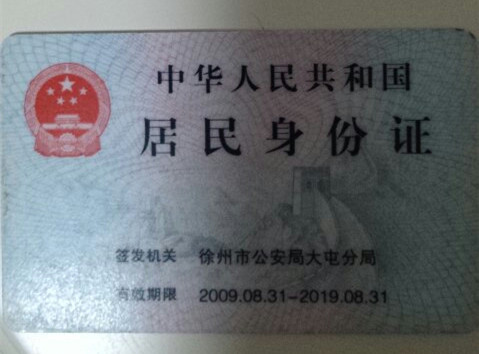 中华人民共和国
居民身份证
签发机关 徐州市公安局大屯分局
有效期限 2009.08.31-2019.08.31